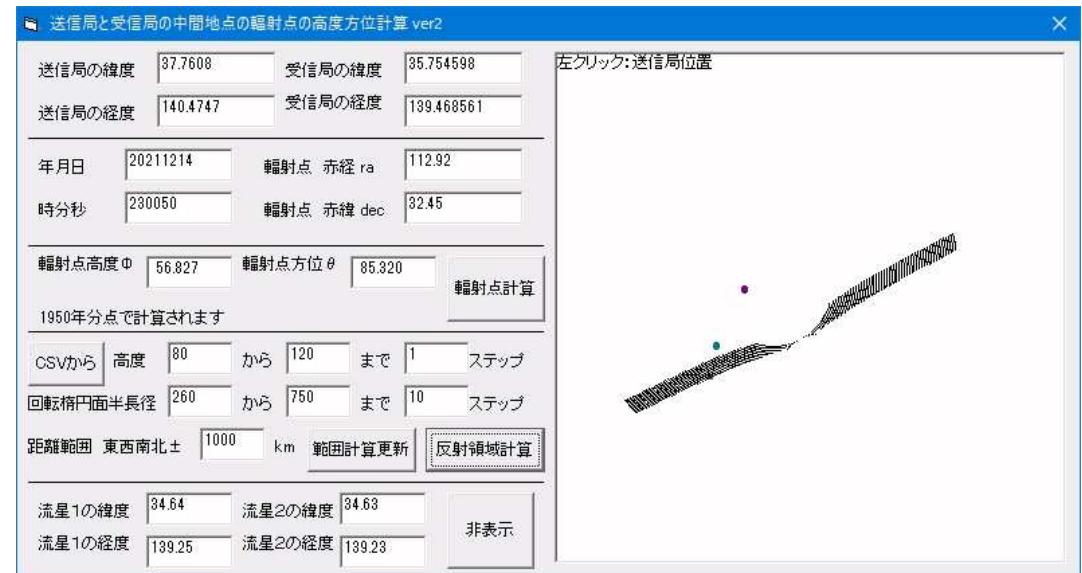 送信局と受信局の中間地点の輻射点の高度方位計算 ver2
左クリック:送信局位置
送信局の緯度 37.7608 受信局の緯度 35.754598
送信局の経度 140.4747 受信局の経度 139.468561
年月日 20211214 輻射点 赤経 ra 112.92
時分秒 230050 輻射点 赤緯 dec 32.45
輻射点高度Φ 56.827 輻射点方位θ 85.320 輻射点計算
1950年分点で計算されます
CSVから 高度 80 から 120 まで 1 ステップ
回転楕円面半長径 260 から 750 まで 10 ステップ
距離範囲 東西南北± 1000 km 範囲計算更新 反射領域計算
流星1の緯度 34.64 流星2の緯度 34.63 非表示
流星1の経度 139.25 流星2の経度 139.23